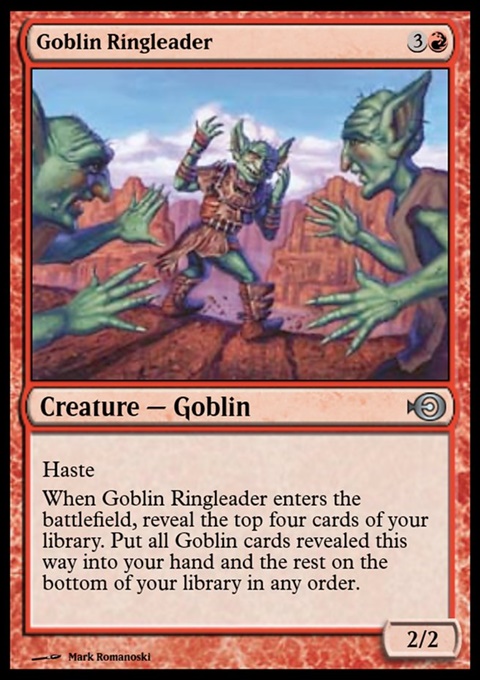 Goblin Ringleader 3
Creature — Goblin
Haste
When Goblin Ringleader enters the
battlefield, reveal the top four cards of your
library. Put all Goblin cards revealed this
way into your hand and the rest on the
bottom of your library in any order.
2/2
Mark Romanoski